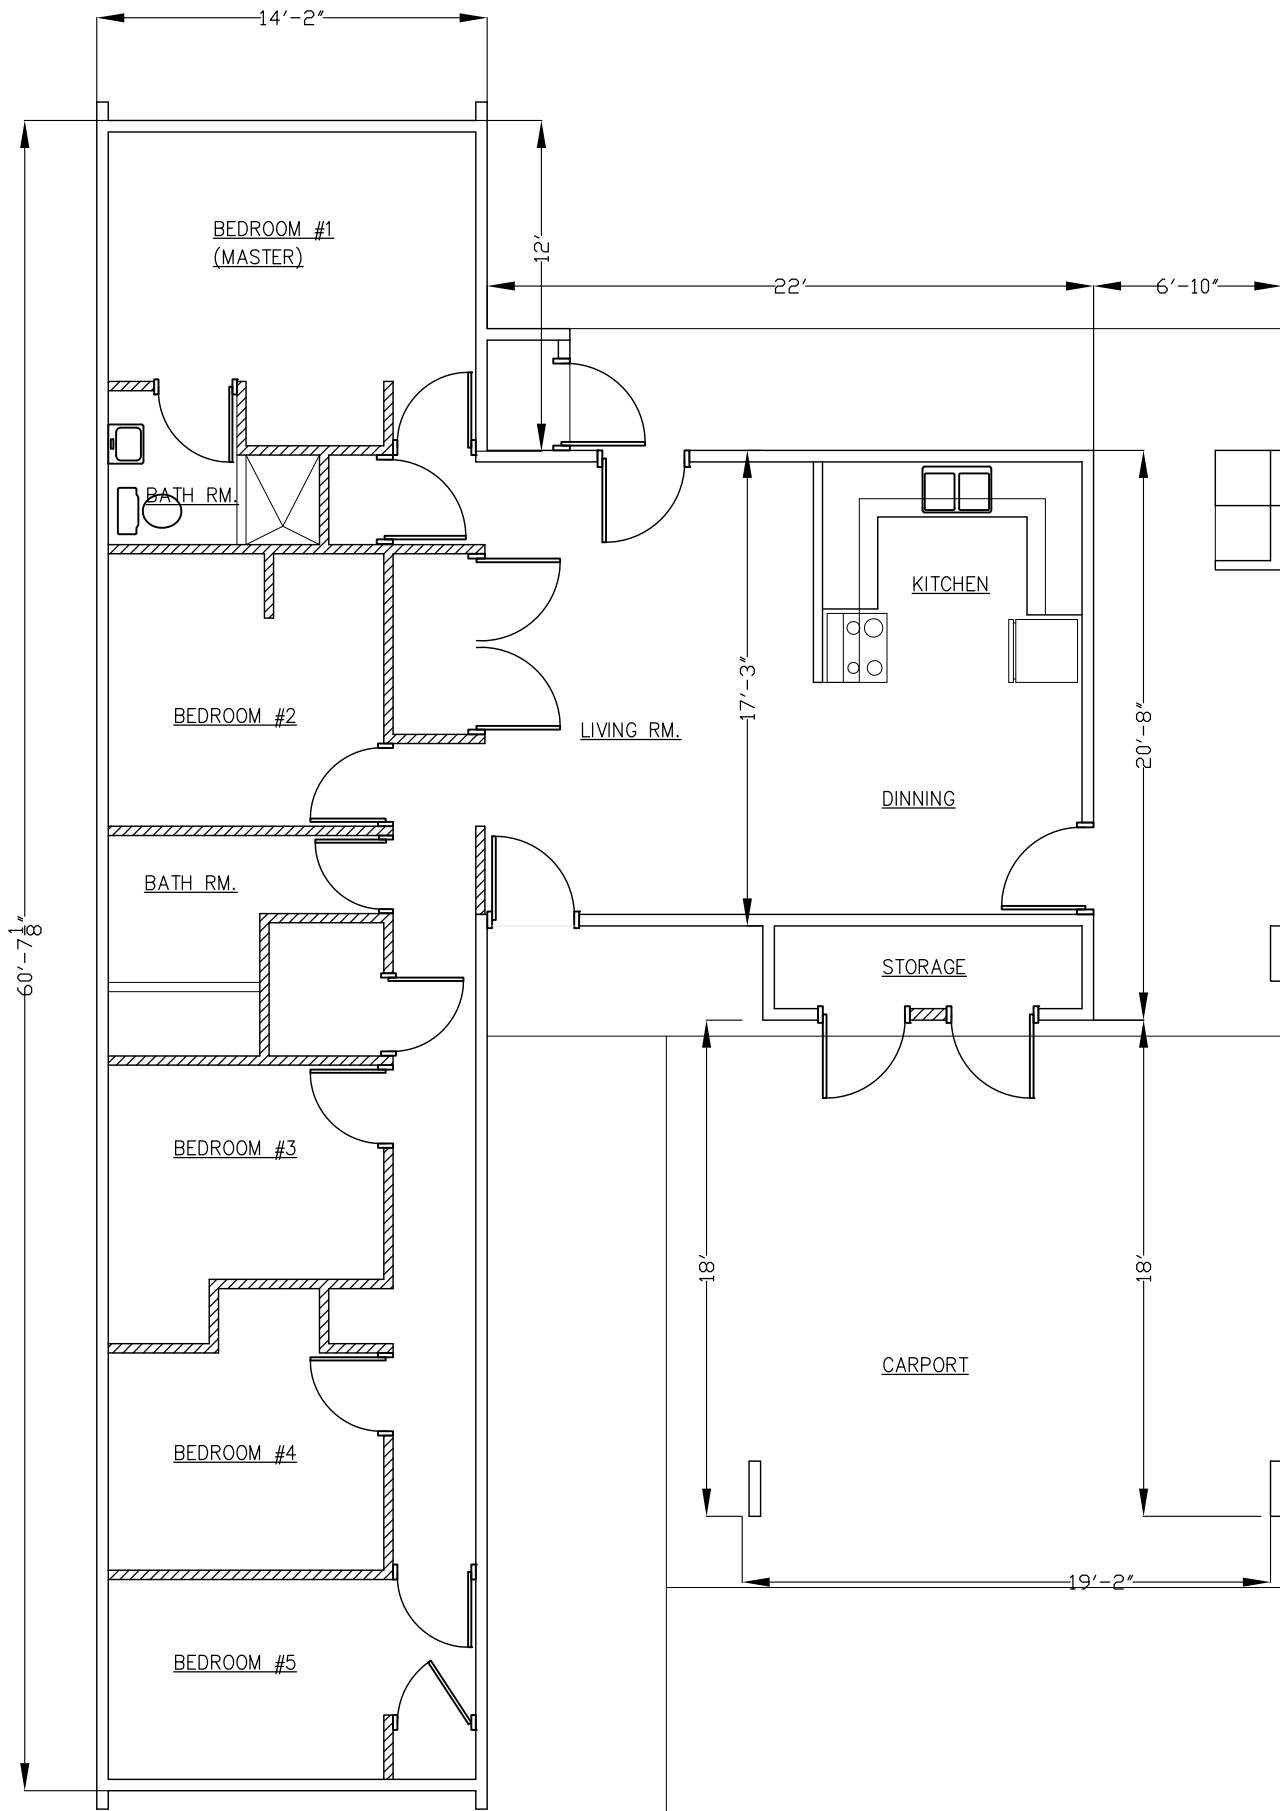 14'-2"
BEDROOM #1
(MASTER)
12'
22'
6'-10"
BATH RM.
KITCHEN
17'-3"
20'-8"
BEDROOM #2
LIVING RM.
DINNING
BATH RM.
60'-7 1/8"
STORAGE
BEDROOM #3
18'
18'
CARPORT
BEDROOM #4
19'-2"
BEDROOM #5